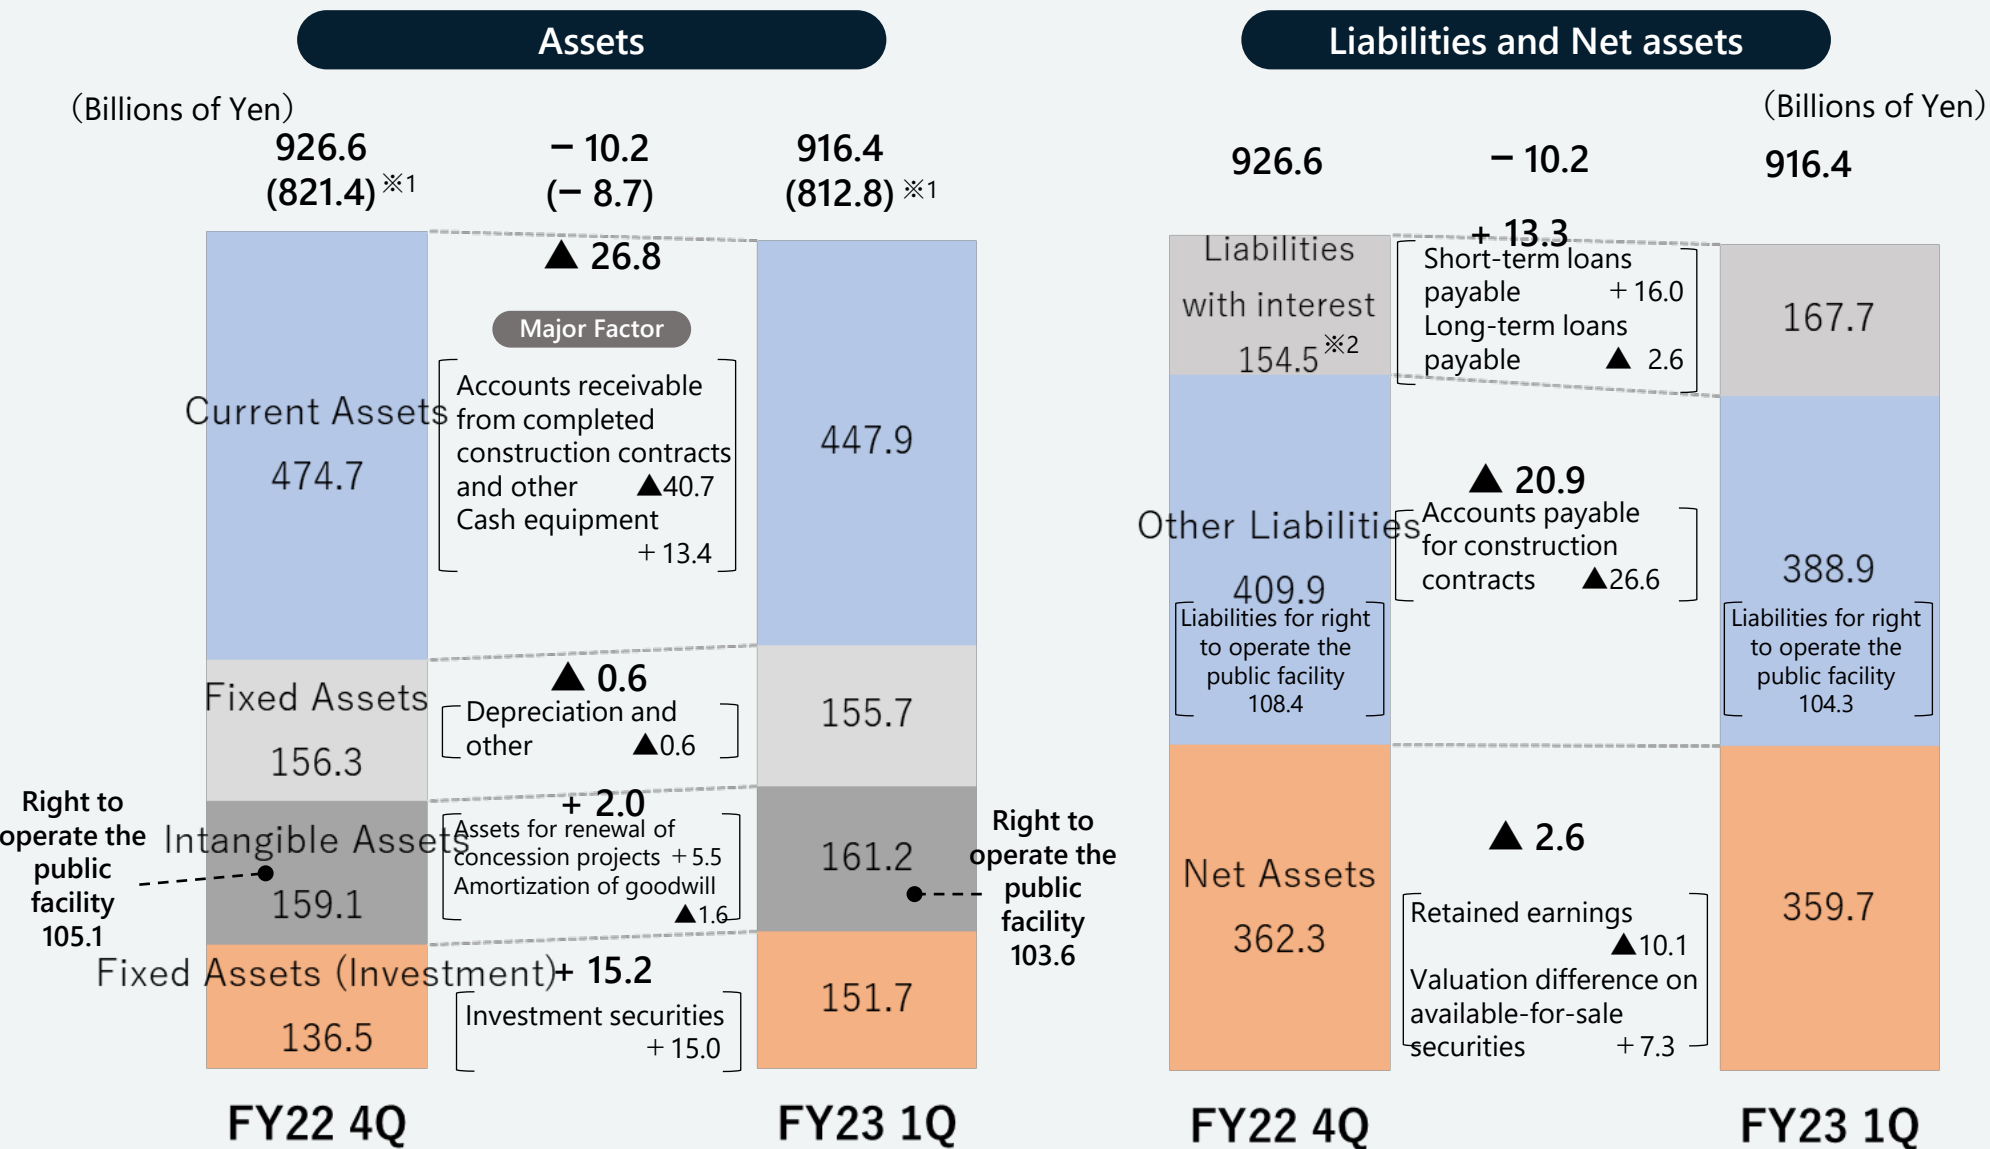 Assets
(Billions of Yen)
926.6
(821.4)※1
− 10.2
(− 8.7)
916.4
(812.8)※1
▲ 26.8
Major Factor
Current Assets
474.7
Accounts receivable
from completed
construction contracts
and other ▲40.7
Cash equipment
+13.4
447.9
Fixed Assets
156.3
▲ 0.6
Depreciation and
other ▲0.6
155.7
Right to
operate the
public
facility
105.1
Intangible Assets
159.1
+ 2.0
Assets for renewal of
concession projects +5.5
Amortization of goodwill
▲1.6
161.2
Right to
operate the
public
facility
103.6
Fixed Assets (Investment)
136.5
+ 15.2
Investment securities
+15.0
151.7
FY22 4Q
FY23 1Q
Liabilities and Net assets
(Billions of Yen)
926.6
− 10.2
916.4
Liabilities
with interest
154.5※2
+ 13.3
Short-term loans
payable +16.0
Long-term loans
payable ▲ 2.6
167.7
Other Liabilities
409.9
Liabilities for right
to operate the
public facility
108.4
▲ 20.9
Accounts payable
for construction
contracts ▲26.6
388.9
Liabilities for right
to operate the
public facility
104.3
Net Assets
362.3
▲ 2.6
Retained earnings
▲10.1
Valuation difference on
available-for-sale
securities +7.3
359.7
FY22 4Q
FY23 1Q